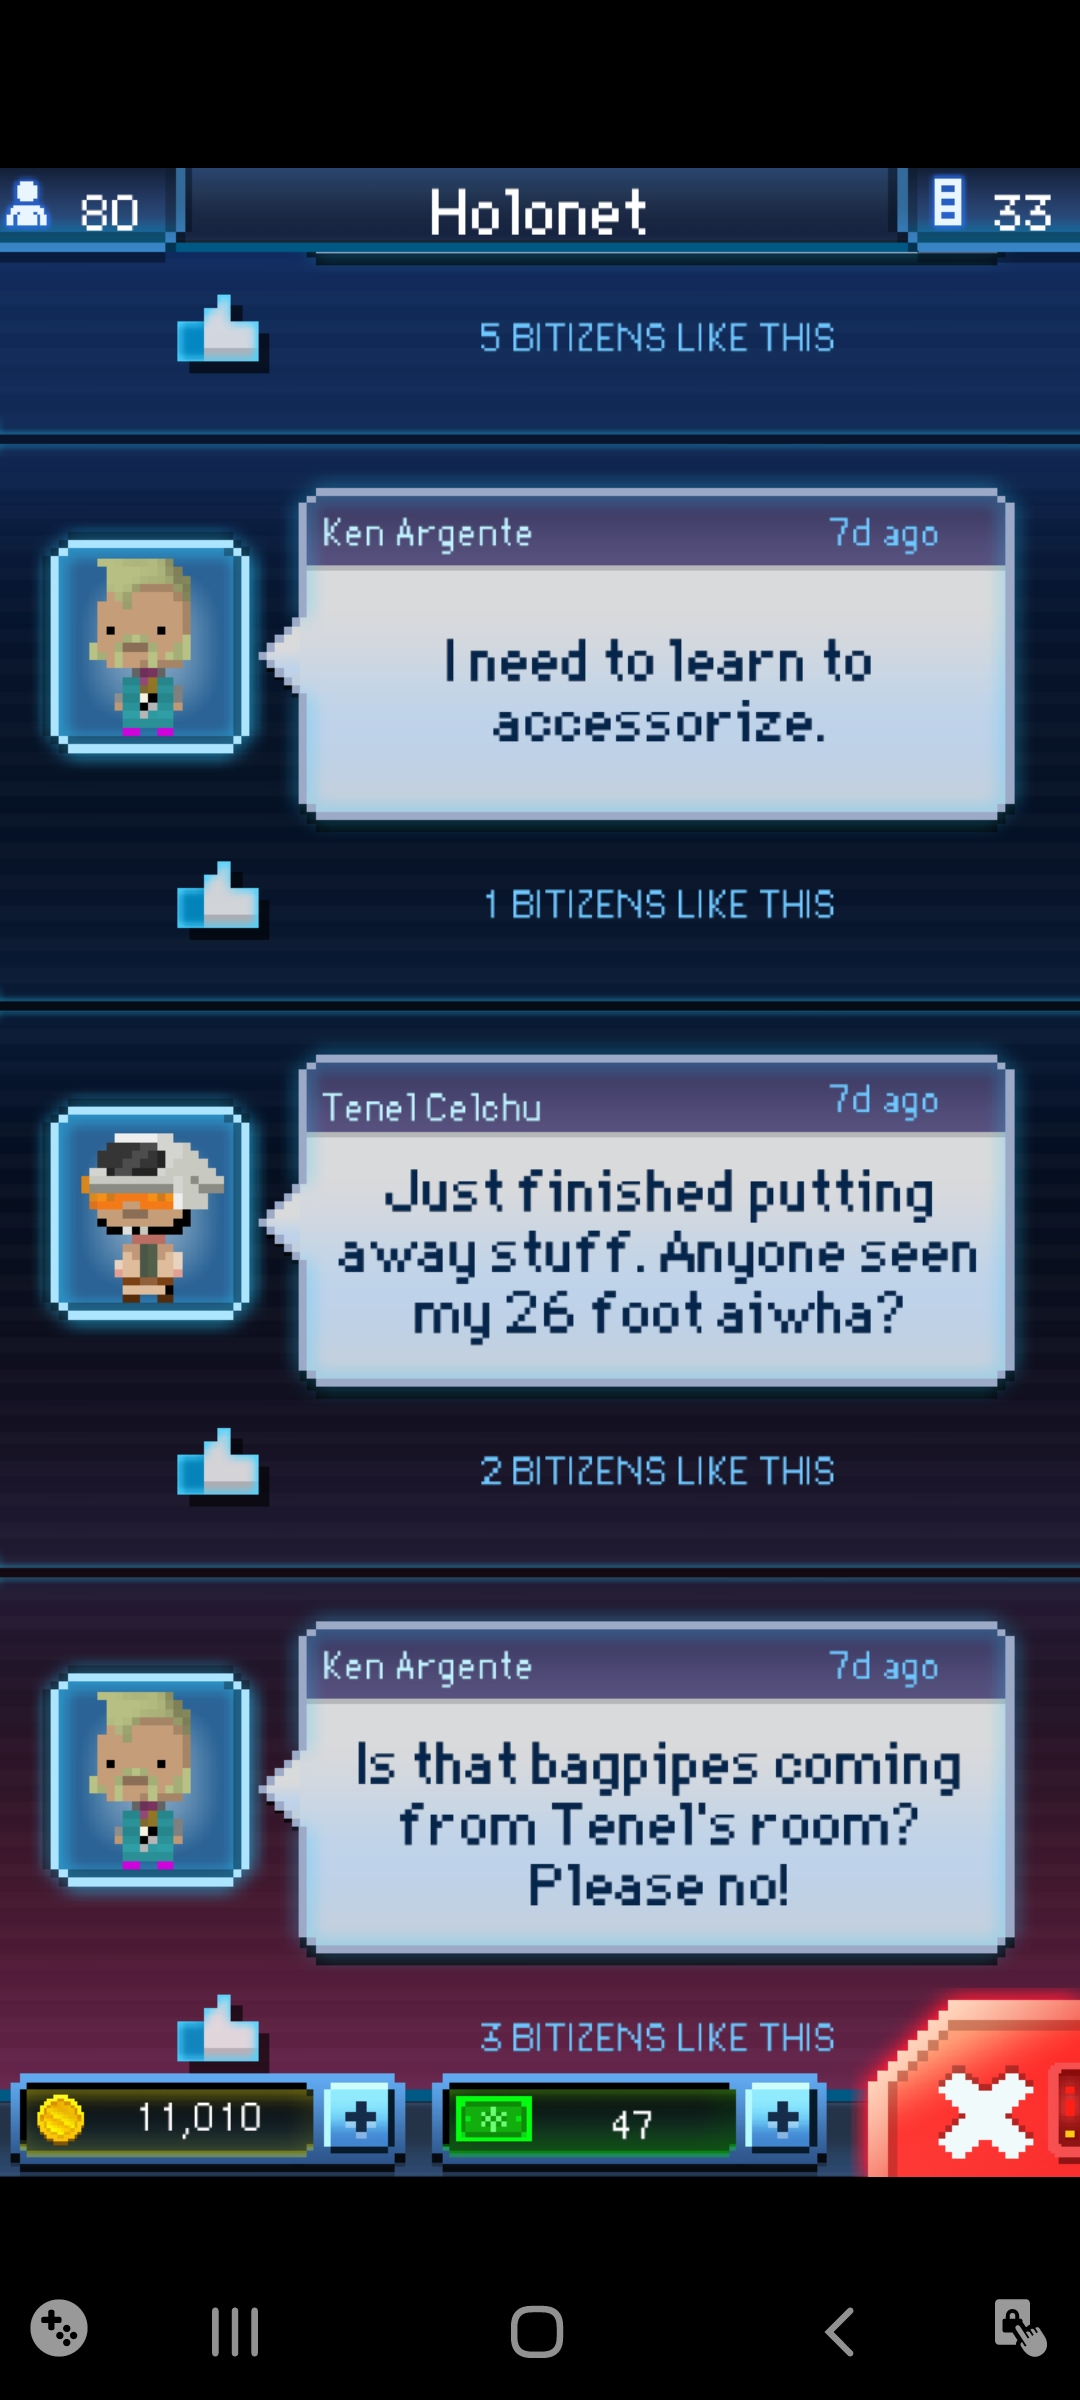 80 Holonet 33
5 BITIZENS LIKE THIS
Ken Argente 7d ago
I need to learn to
accessorize.
1 BITIZENS LIKE THIS
Tenel Celchu 7d ago
Just finished putting
away stuff. Anyone seen
my 26 foot aiwha?
2 BITIZENS LIKE THIS
Ken Argente 7d ago
Is that bagpipes coming
from Tenel's room?
Please no!
3 BITIZENS LIKE THIS
11,010 47